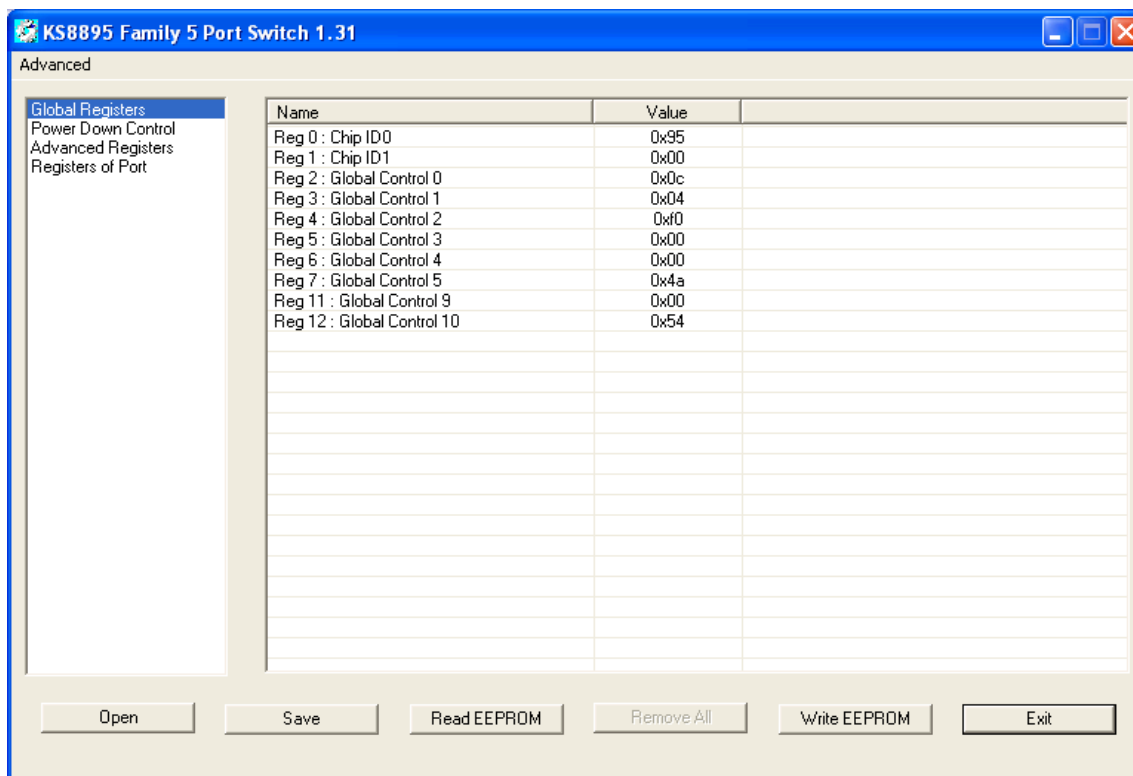 KS8895 Family 5 Port Switch 1.31
Advanced
Global Registers
Power Down Control
Advanced Registers
Registers of Port
Name Value
Reg 0 : Chip ID0 0x95
Reg 1 : Chip ID1 0x00
Reg 2 : Global Control 0 0x0c
Reg 3 : Global Control 1 0x04
Reg 4 : Global Control 2 0xf0
Reg 5 : Global Control 3 0x00
Reg 6 : Global Control 4 0x00
Reg 7 : Global Control 5 0x4a
Reg 11 : Global Control 9 0x00
Reg 12 : Global Control 10 0x54
Open Save Read EEPROM Remove All Write EEPROM Exit